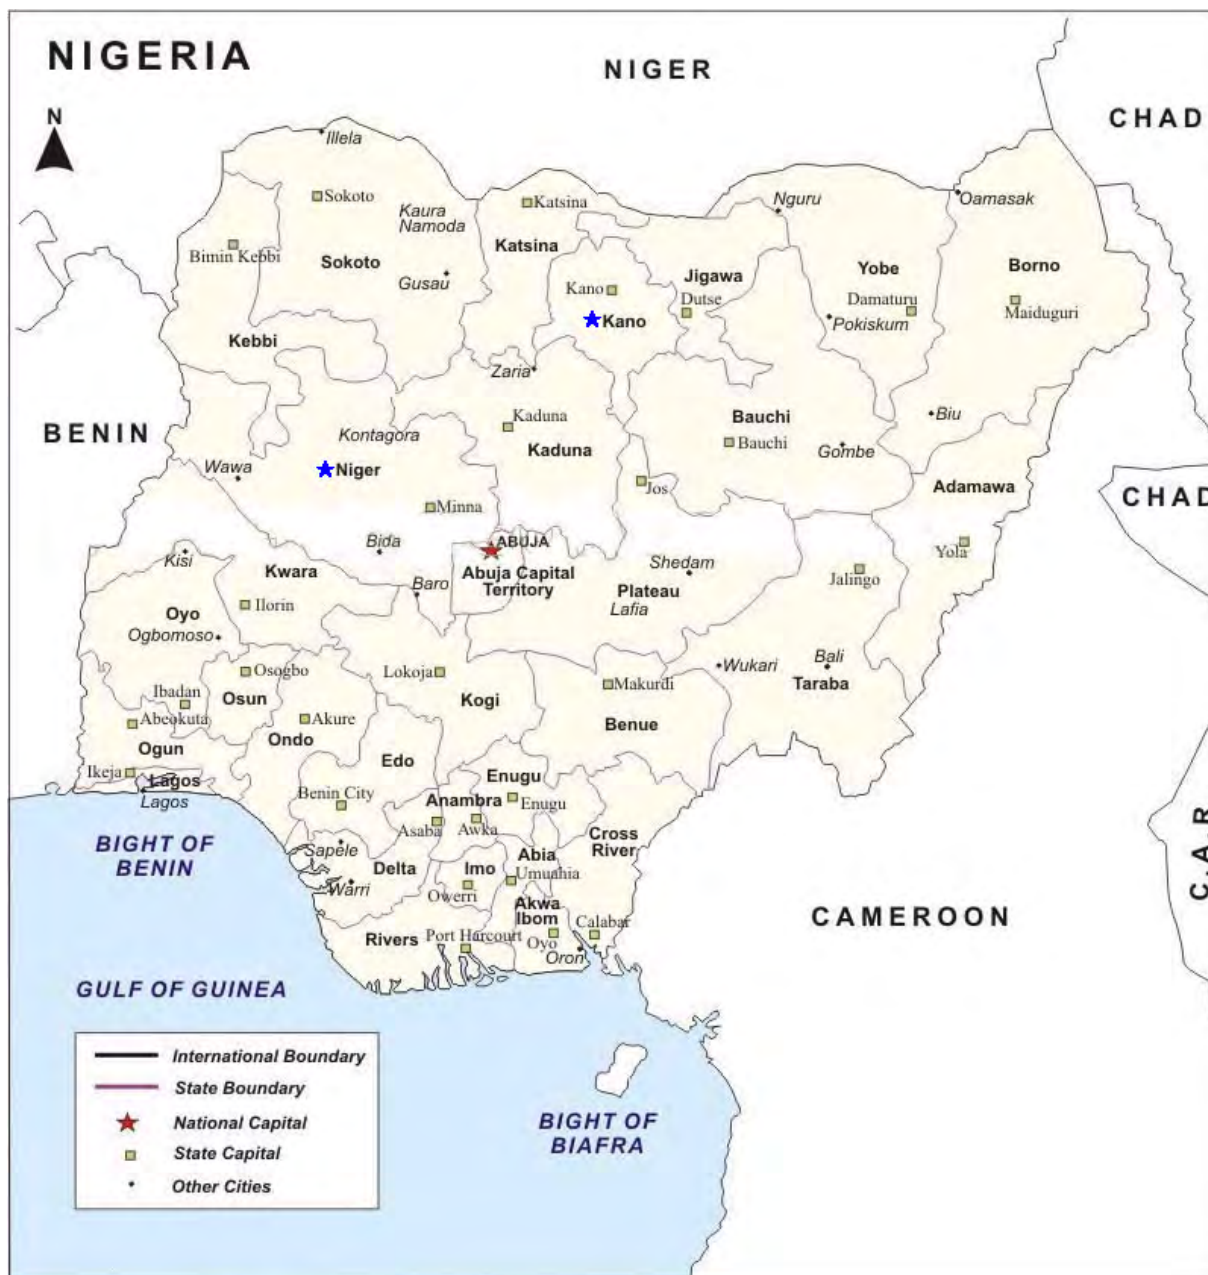 NIGERIA
NIGER
CHAD
N
Illela
Sokoto
Kaura
Namoda
Katsina
Nguru
Oamasak
Bimin Kebbi
Sokoto
Gusau
Katsina
Kano
Jigawa
Dutse
Yobe
Damaturu
Borno
Maiduguri
Kano
Pokiskum
Kebbi
Zaria
BENIN
Kontagora
Kaduna
Kaduna
Bauchi
Bauchi
Biu
Gombe
Wawa
Niger
Jos
Adamawa
CHAD
Minna
Kisi
Bida
ABUJA
Abuja Capital
Territory
Shedam
Yola
Kwara
Baro
Plateau
Lafia
Jalingo
Ilorin
Oyo
Ogbomoso
Osogbo
Lokoja
Wukari
Bali
Taraba
Ibadan
Osun
Kogi
Makurdi
Abeokuta
Akure
Benue
Ogun
Ondo
Edo
Ikeja
Lagos
Lagos
Enugu
Benin City
Anambra
Enugu
Asaba
Awka
Cross
River
BIGHT OF
BENIN
Sapele
Delta
Imo
Abia
Umuahia
Warri
Owerri
Akwa
Ibom
C.A.R
CAMEROON
Rivers
Port Harcourt
Oyo
Calabar
Oron
GULF OF GUINEA
International Boundary
State Boundary
National Capital
State Capital
Other Cities
BIGHT OF
BIAFRA